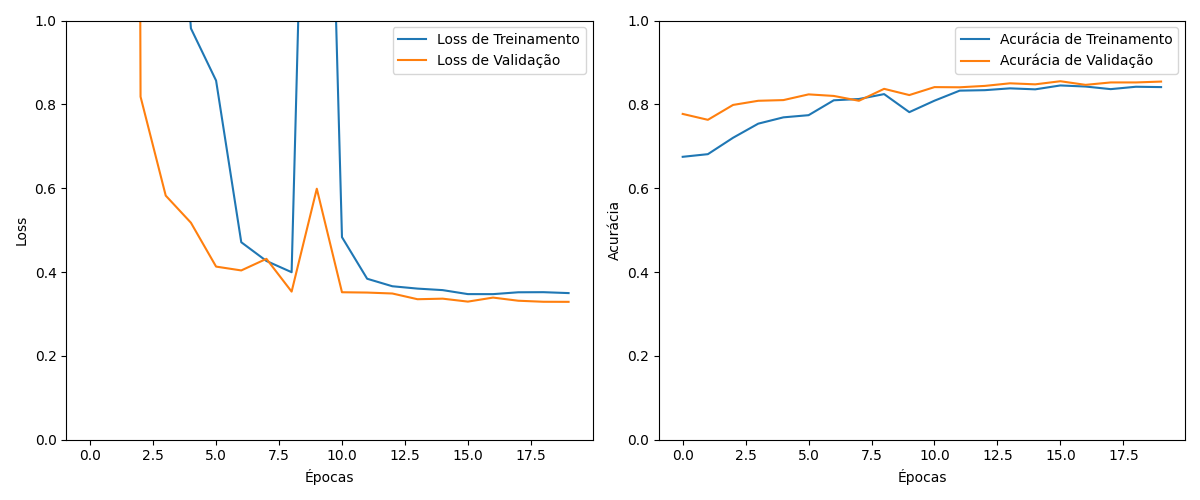 1.0
0.8
0.6
0.4
0.2
0.0
Loss
0.0 2.5 5.0 7.5 10.0 12.5 15.0 17.5
Épocas
Loss de Treinamento
Loss de Validação
1.0
0.8
0.6
0.4
0.2
0.0
Acurácia
0.0 2.5 5.0 7.5 10.0 12.5 15.0 17.5
Épocas
Acurácia de Treinamento
Acurácia de Validação